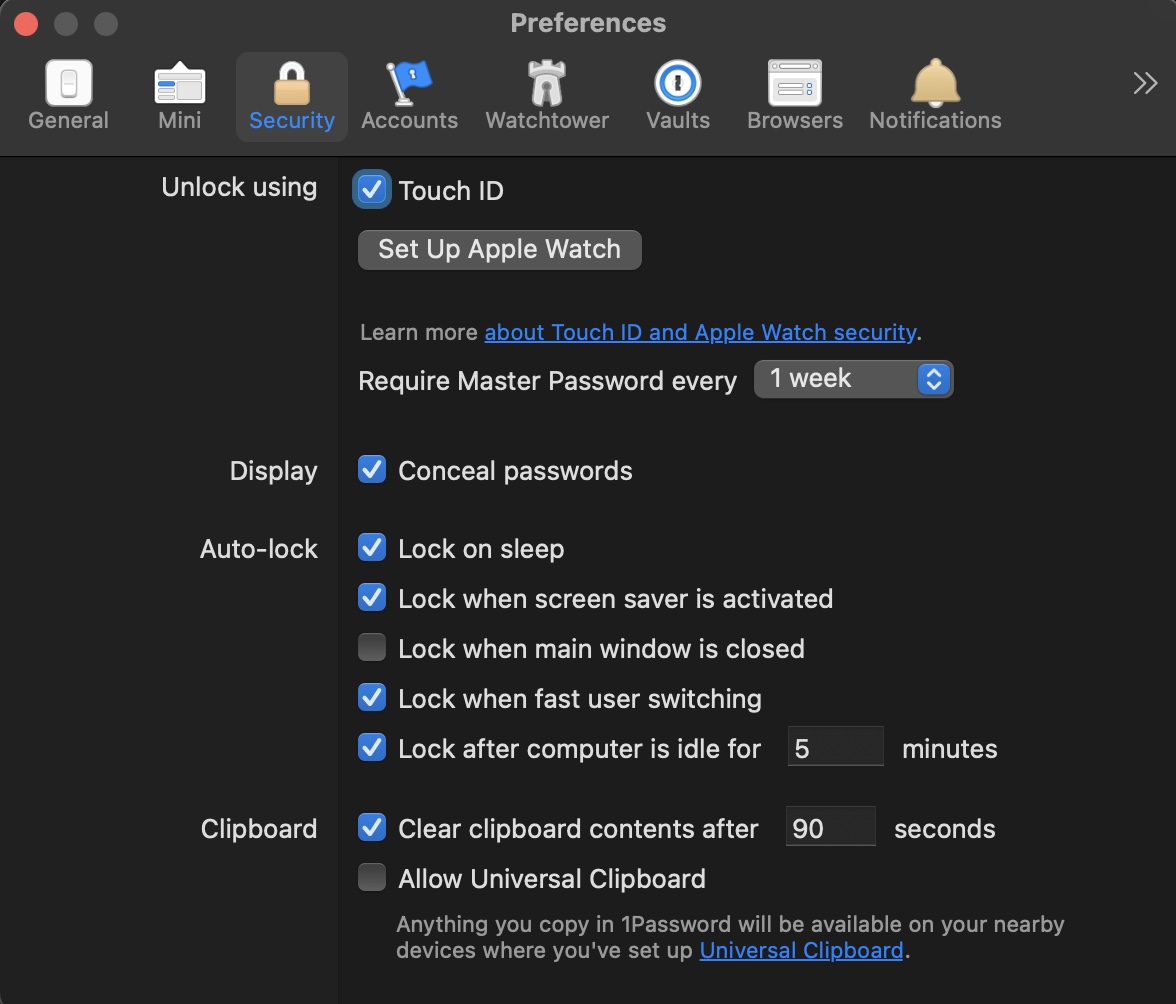 Preferences
General Mini Security Accounts Watchtower Vaults Browsers Notifications
Unlock using Touch ID
Set Up Apple Watch
Learn more about Touch ID and Apple Watch security.
Require Master Password every 1 week
Display Conceal passwords
Auto-lock Lock on sleep
Lock when screen saver is activated
Lock when main window is closed
Lock when fast user switching
Lock after computer is idle for 5 minutes
Clipboard Clear clipboard contents after 90 seconds
Allow Universal Clipboard
Anything you copy in 1Password will be available on your nearby
devices where you've set up Universal Clipboard.